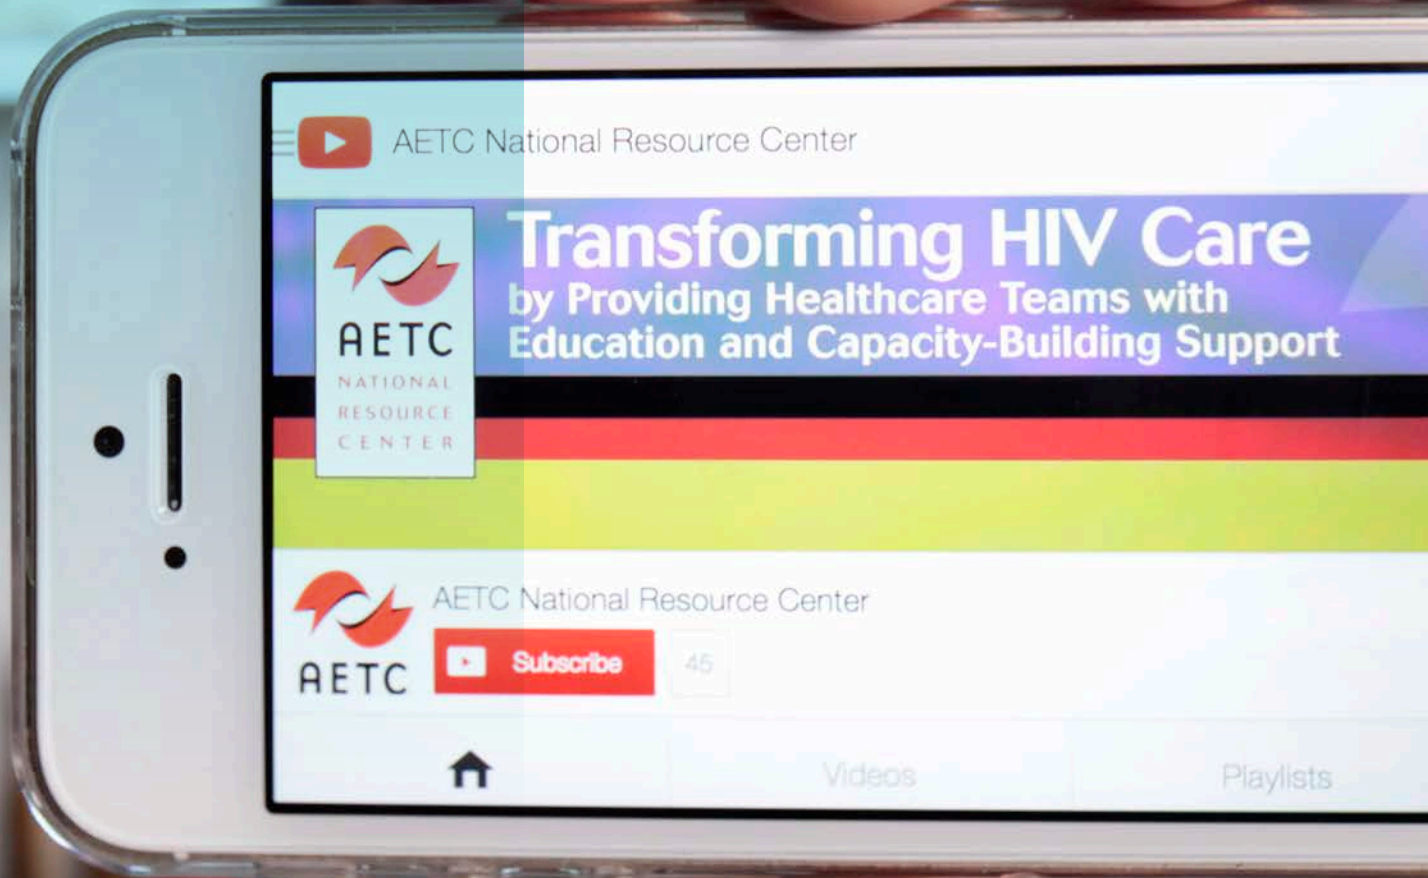 AETC National Resource Center
Transforming HIV Care
by Providing Healthcare Teams with
Education and Capacity-Building Support
AETC
NATIONAL
RESOURCE
CENTER
AETC National Resource Center
AETC
Subscribe 45
Videos Playlists